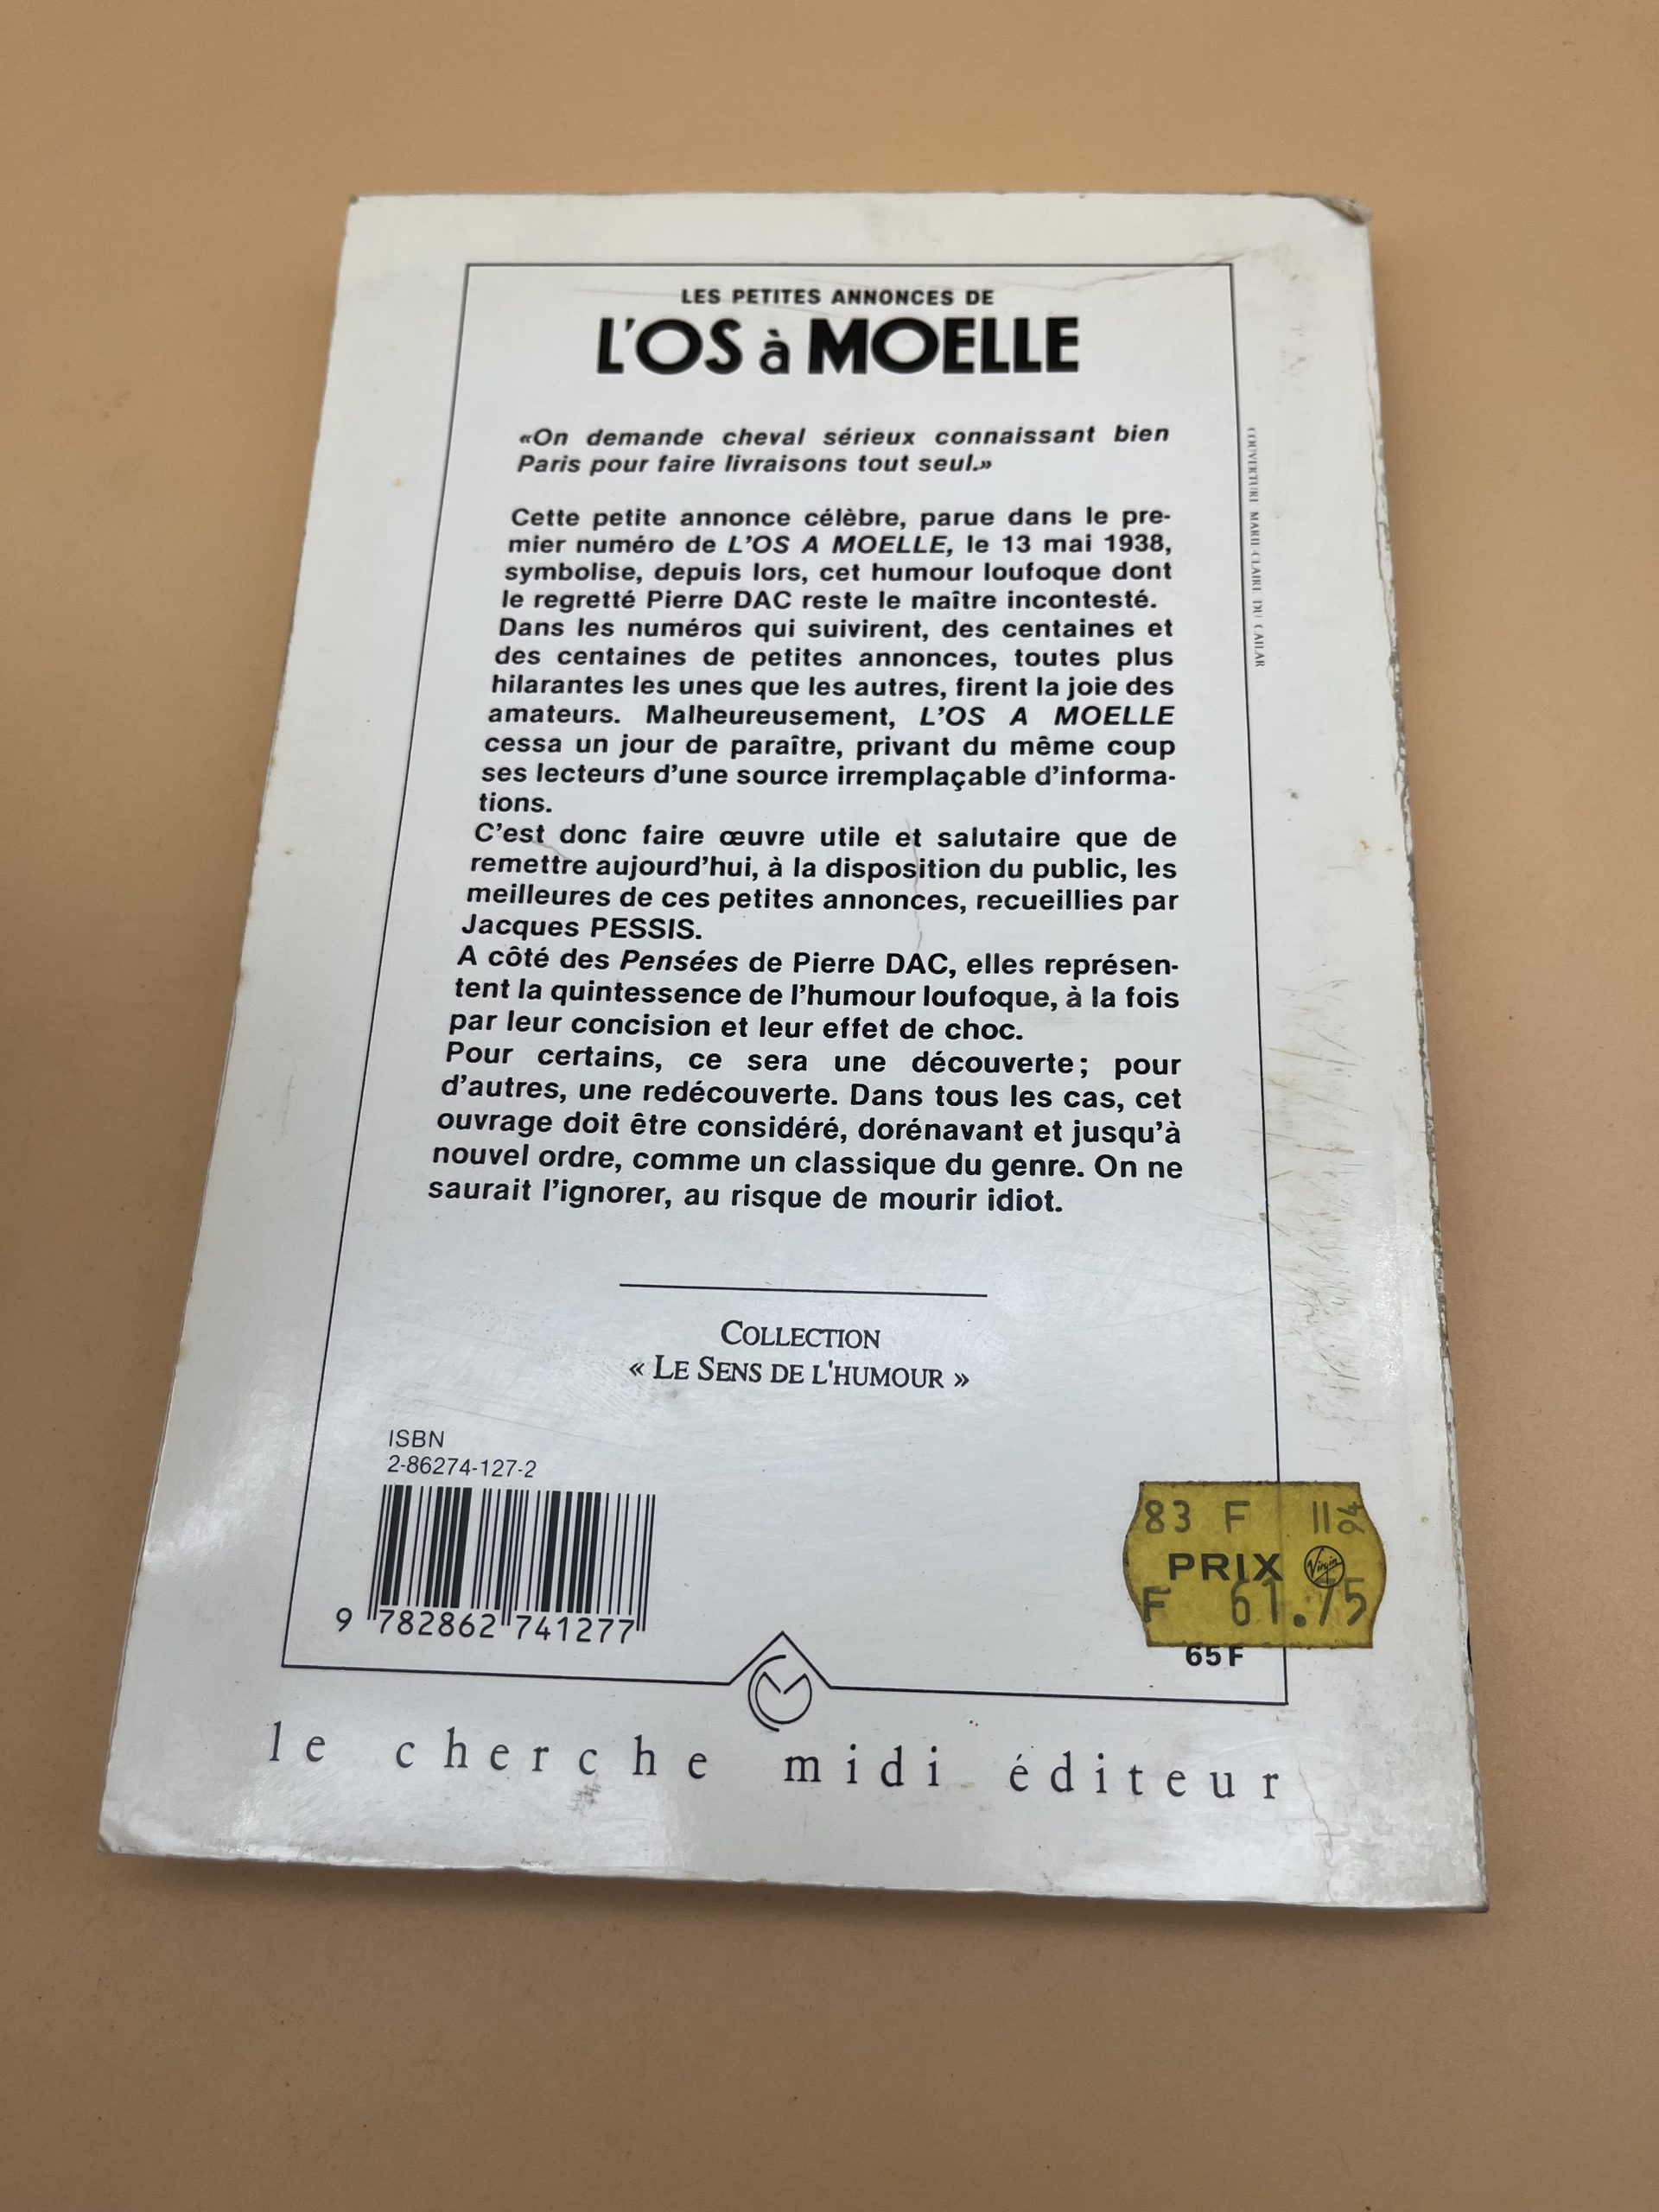 LES PETITES ANNONCES DE
L'OS à MOELLE
«On demande cheval sérieux connaissant bien
Paris pour faire livraisons tout seul.»
Cette petite annonce célèbre, parue dans le pre-
mier numéro de L'OS A MOELLE, le 13 mai 1938,
symbolise, depuis lors, cet humour loufoque dont
le regretté Pierre DAC reste le maître incontesté.
Dans les numéros qui suivirent, des centaines et
des centaines de petites annonces, toutes plus
hilarantes les unes que les autres, firent la joie des
amateurs. Malheureusement, L'OS A MOELLE
cessa un jour de paraître, privant du même coup
ses lecteurs d'une source irremplaçable d'informa-
tions.
C'est donc faire œuvre utile et salutaire que de
remettre aujourd'hui, à la disposition du public, les
meilleures de ces petites annonces, recueillies par
Jacques PESSIS.
A côté des Pensées de Pierre DAC, elles représen-
tent la quintessence de l'humour loufoque, à la fois
par leur concision et leur effet de choc.
Pour certains, ce sera une découverte; pour
d'autres, une redécouverte. Dans tous les cas, cet
ouvrage doit être considéré, dorénavant et jusqu'à
nouvel ordre, comme un classique du genre. On ne
saurait l'ignorer, au risque de mourir idiot.
COUVERTURE MARIE-CLAIRE DU CAILAR
COLLECTION
« LE SENS DE L'HUMOUR »
ISBN
2-86274-127-2
9 782862 741277
83 F 11 94
PRIX Virgin
F 61.75
65 F
le cherche midi éditeur